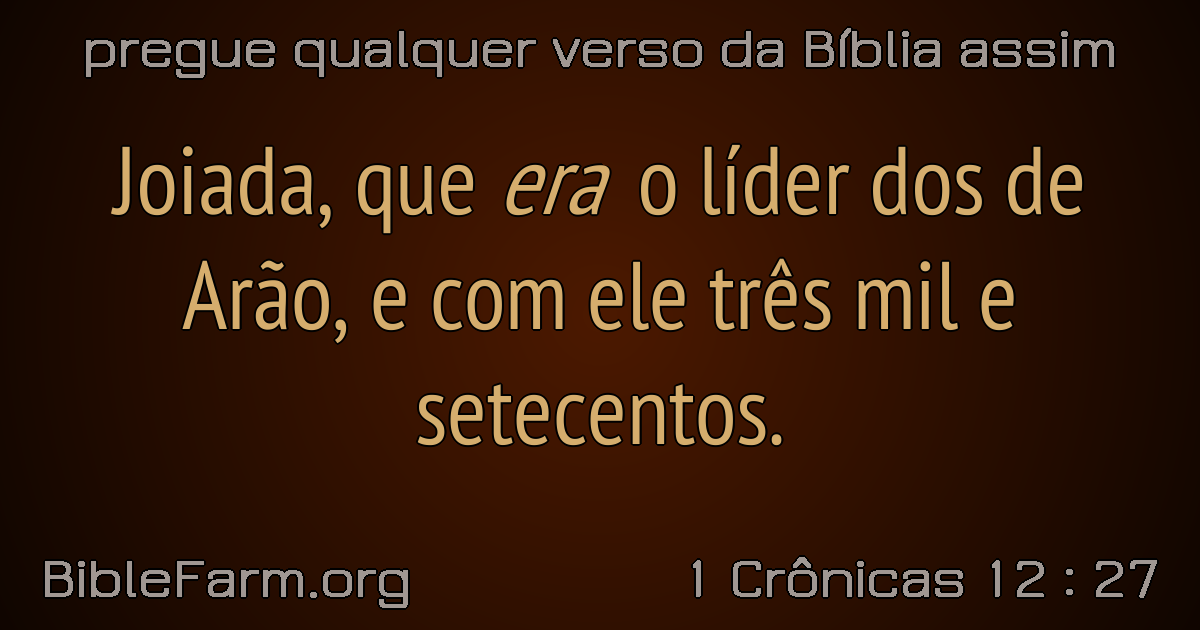 pregue qualquer verso da Bíblia assim
Joiada, que era o líder dos de
Arão, e com ele três mil e
setecentos.
BibleFarm.org
1 Crônicas 12 : 27